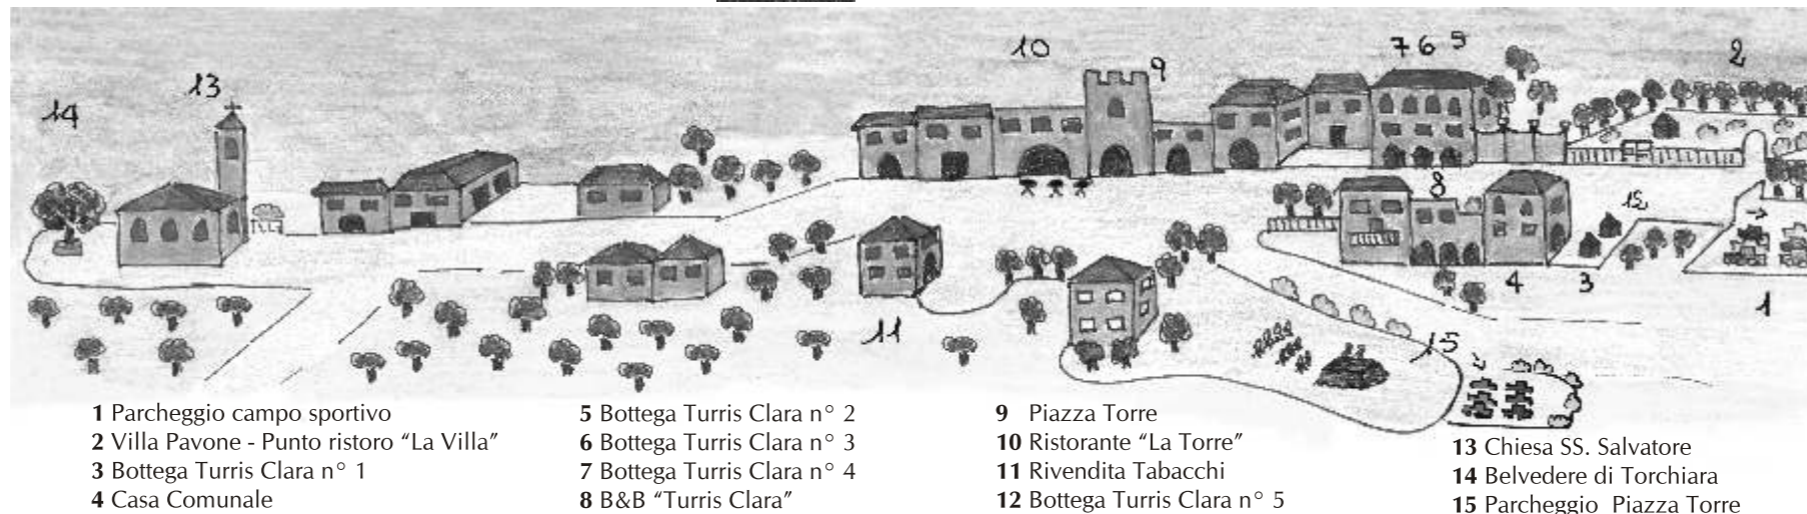 10
7 6 5
2
9
13
14
8
12
4
3
1
11
15
1 Parcheggio campo sportivo
2 Villa Pavone - Punto ristoro “La Villa”
3 Bottega Turris Clara n° 1
4 Casa Comunale
5 Bottega Turris Clara n° 2
6 Bottega Turris Clara n° 3
7 Bottega Turris Clara n° 4
8 B&B “Turris Clara”
9 Piazza Torre
10 Ristorante “La Torre”
11 Rivendita Tabacchi
12 Bottega Turris Clara n° 5
13 Chiesa SS. Salvatore
14 Belvedere di Torchiara
15 Parcheggio Piazza Torre